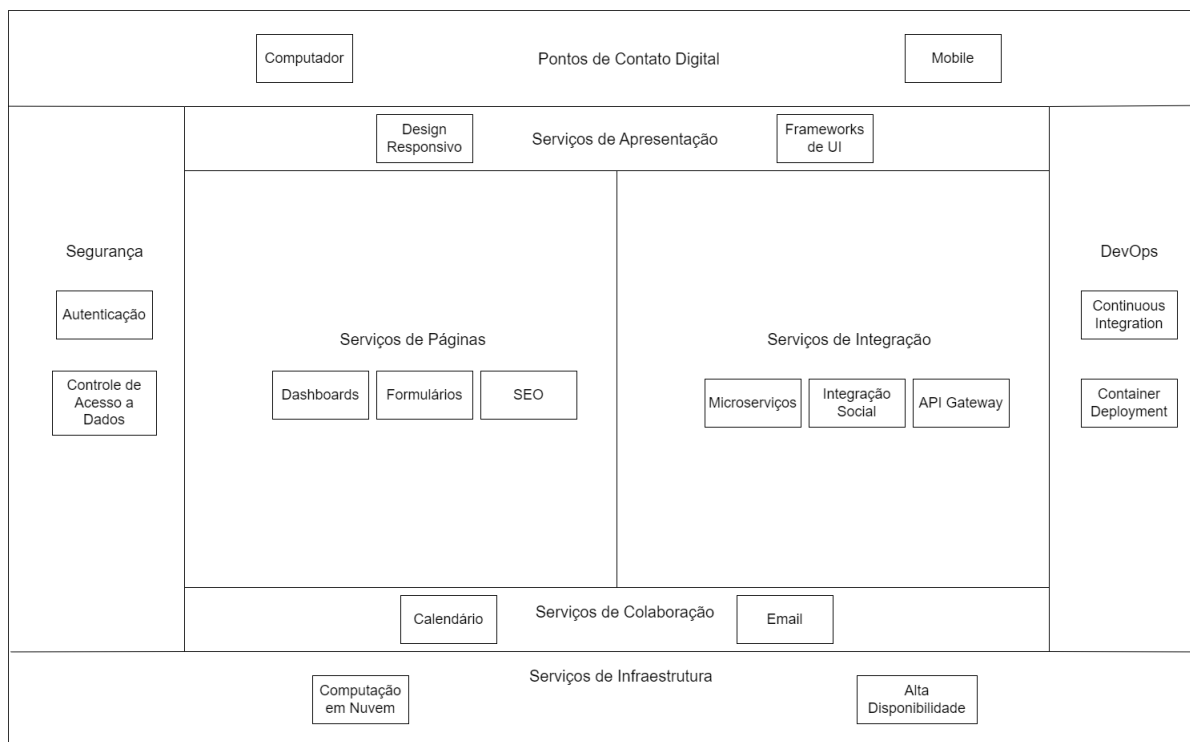 Computador
Pontos de Contato Digital
Mobile
Design
Responsivo
Serviços de Apresentação
Frameworks
de UI
Segurança
Autenticação
Controle de
Acesso a
Dados
Serviços de Páginas
Dashboards
Formulários
SEO
Serviços de Integração
Microserviços
Integração
Social
API Gateway
DevOps
Continuous
Integration
Container
Deployment
Calendário
Serviços de Colaboração
Email
Serviços de Infraestrutura
Computação
em Nuvem
Alta
Disponibilidade